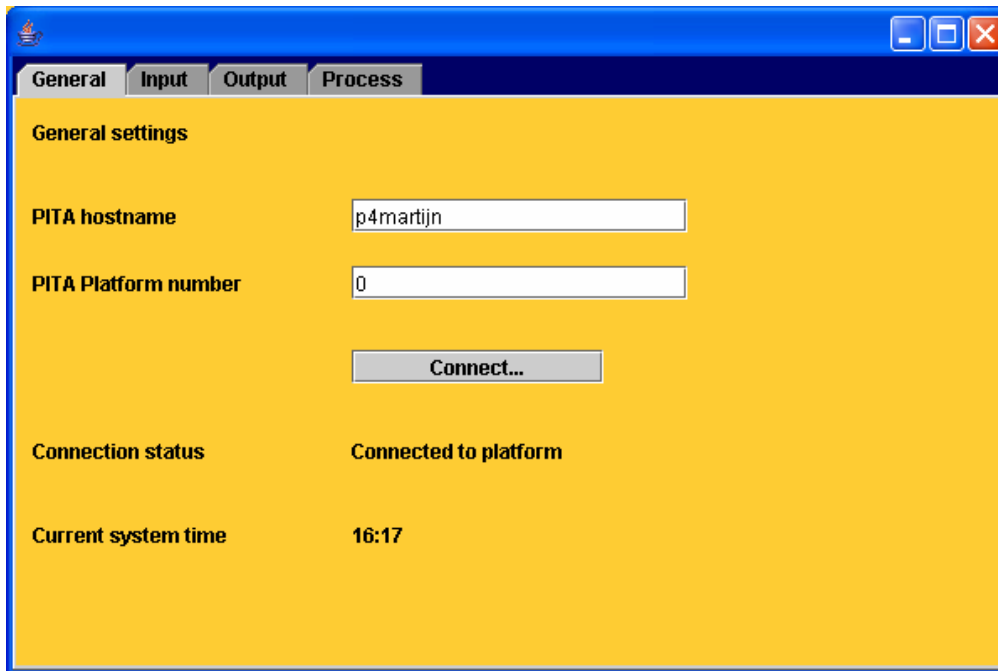 General Input Output Process
General settings
PITA hostname p4martijn
PITA Platform number 0
Connect...
Connection status Connected to platform
Current system time 16:17